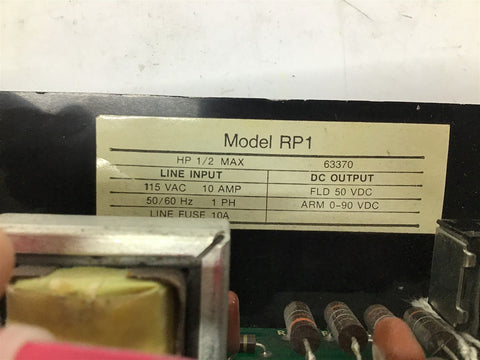 Model RP1
HP 1/2 MAX 63370
LINE INPUT DC OUTPUT
115 VAC 10 AMP FLD 50 VDC
50/60 Hz 1 PH ARM 0-90 VDC
LINE FUSE 10A